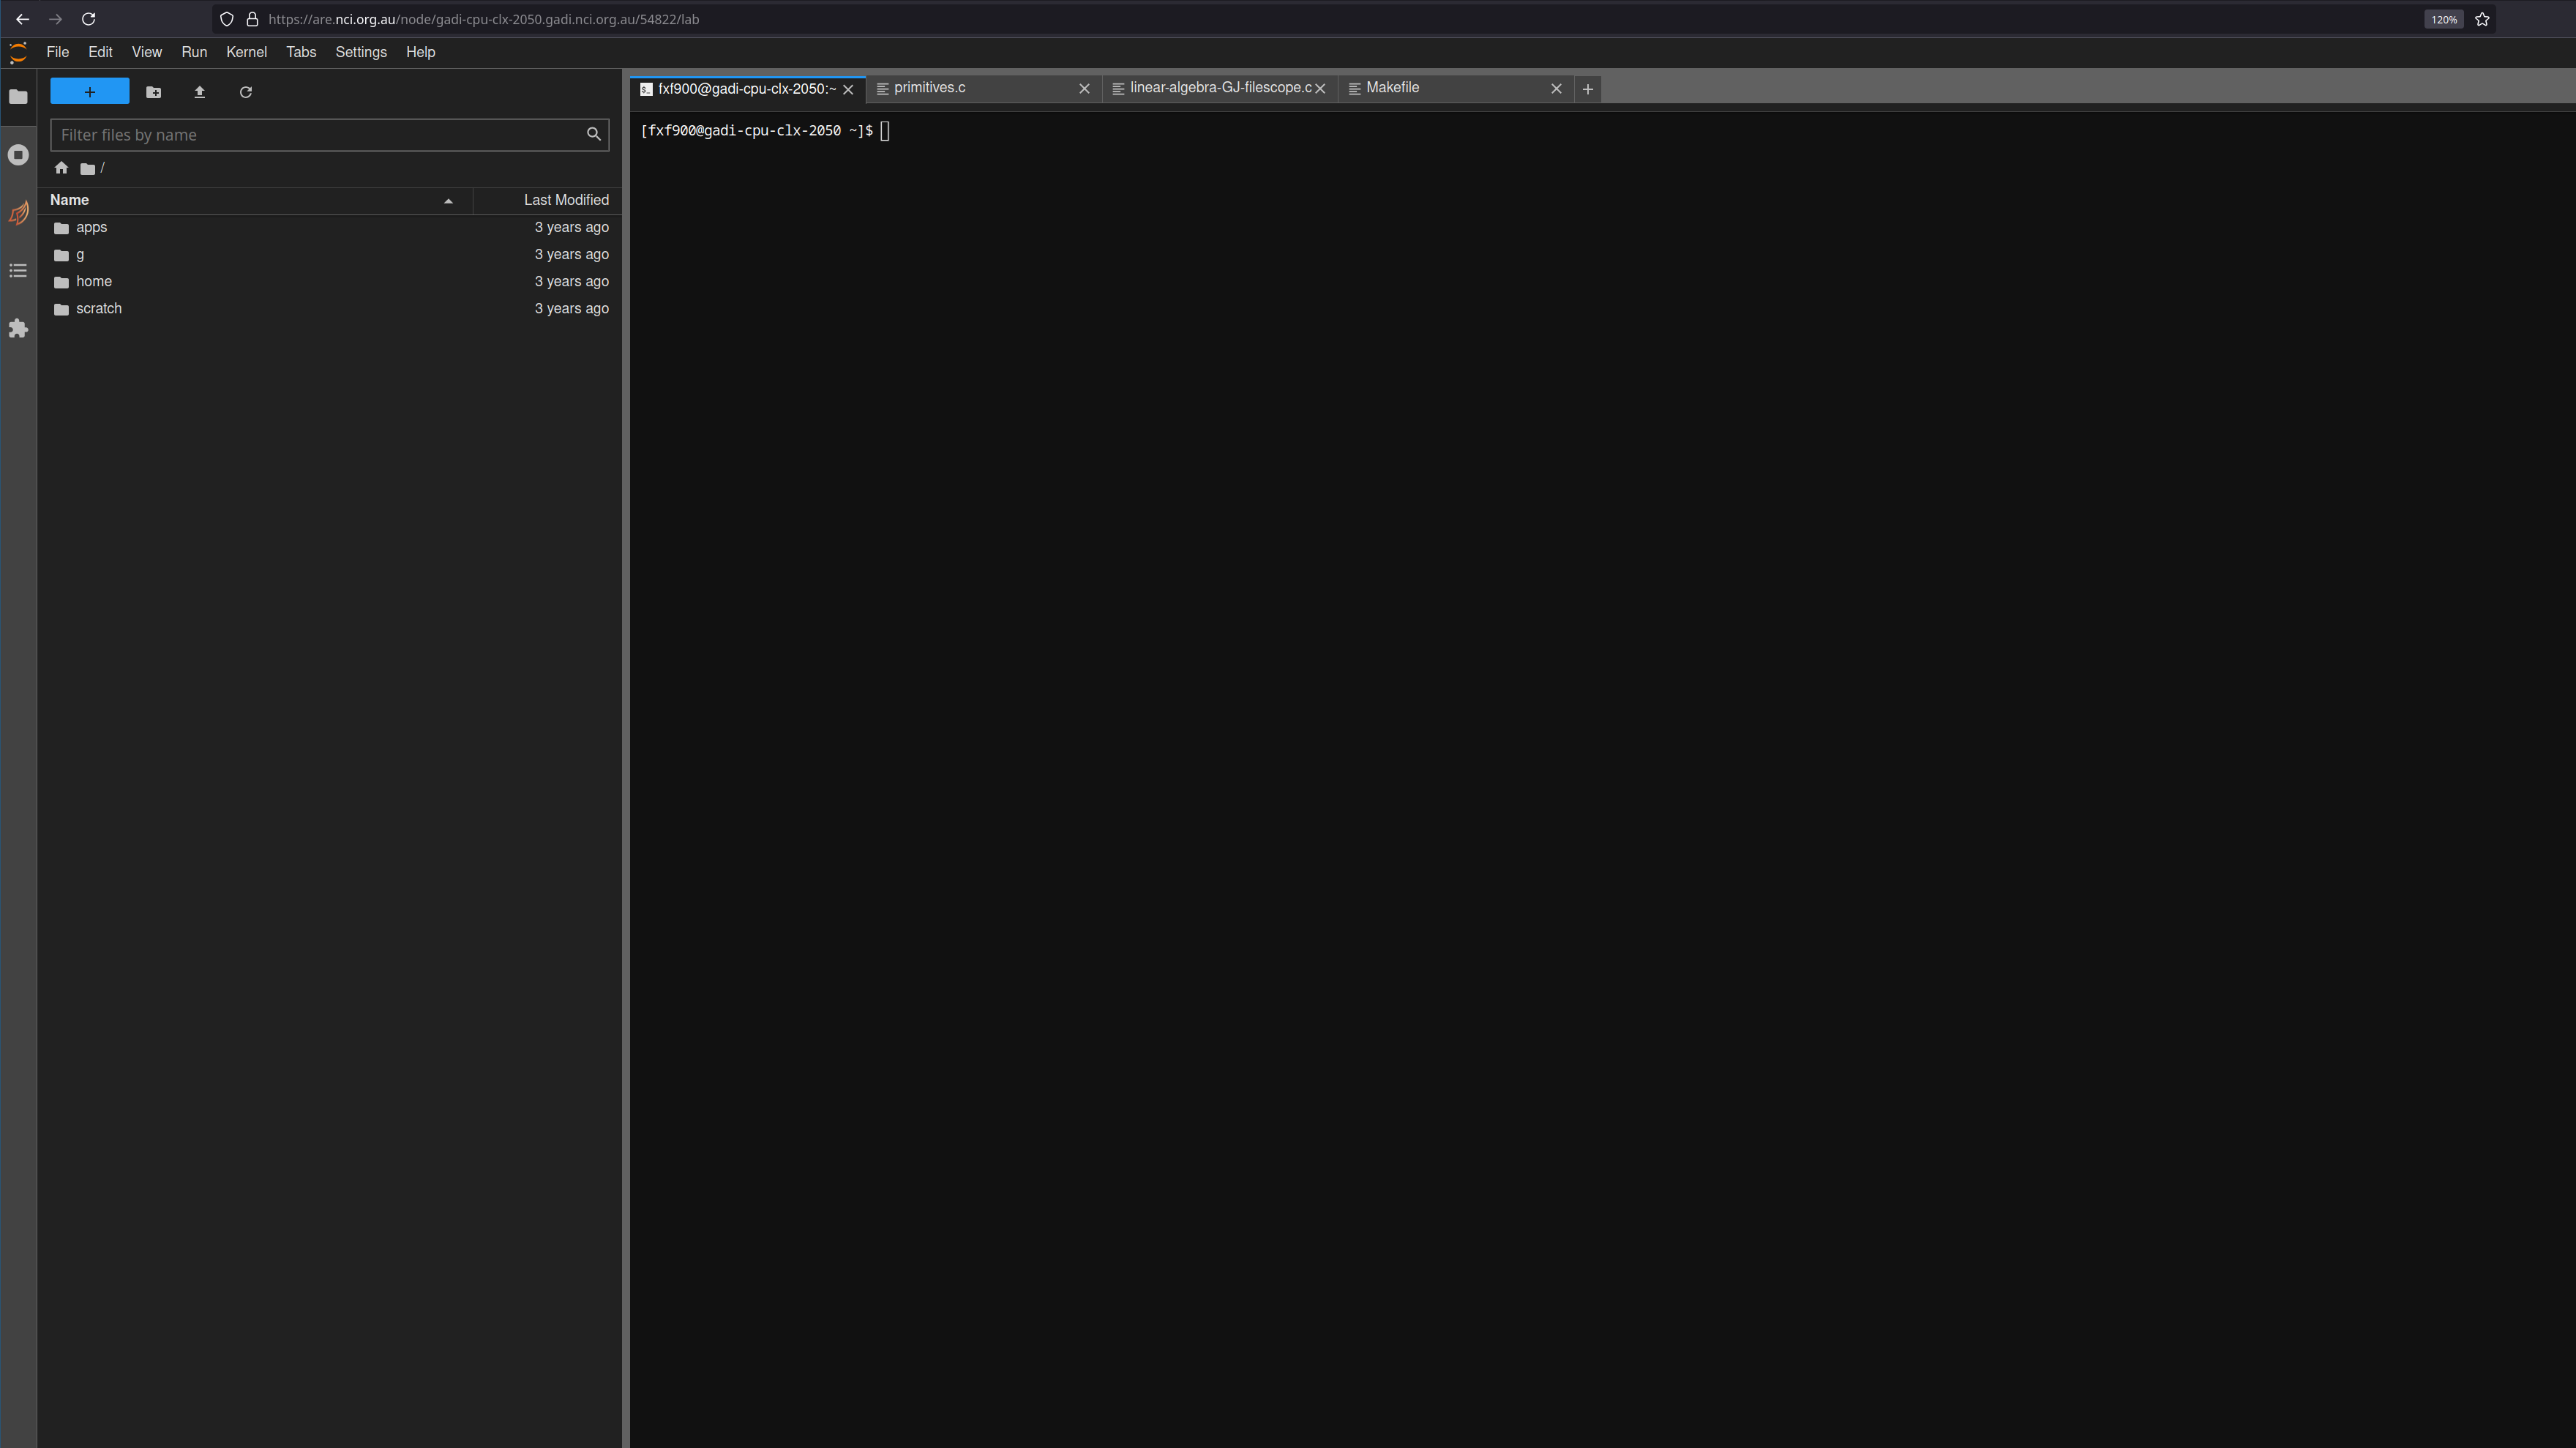 https://are.nci.org.au/node/gadi-cpu-clx-2050.gadi.nci.org.au/54822/lab
120%
File Edit View Run Kernel Tabs Settings Help
fxf900@gadi-cpu-clx-2050:~ primitives.c linear-algebra-GJ-filescope.c Makefile
Filter files by name
/
Name Last Modified
apps 3 years ago
g 3 years ago
home 3 years ago
scratch 3 years ago
[fxf900@gadi-cpu-clx-2050 ~]$